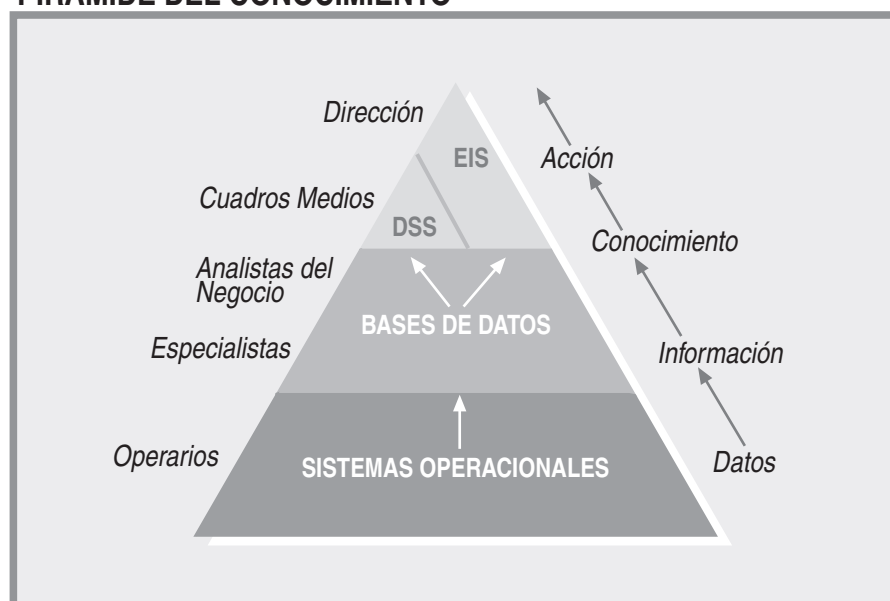 PIRÁMIDE DEL CONOCIMIENTO
Dirección
EIS
Acción
Cuadros Medios
DSS
Conocimiento
Analistas del
Negocio
BASES DE DATOS
Especialistas
Información
Operarios
SISTEMAS OPERACIONALES
Datos